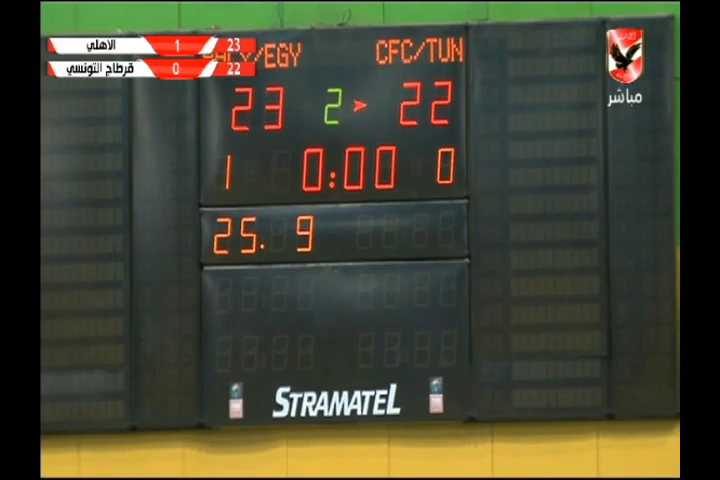 الاهلي 1 23
قرطاج التونسي 0 22
/EGY CFC/TUN
مباشر
23 2 22
1 0:00 0
25. 9
STRAMATEL